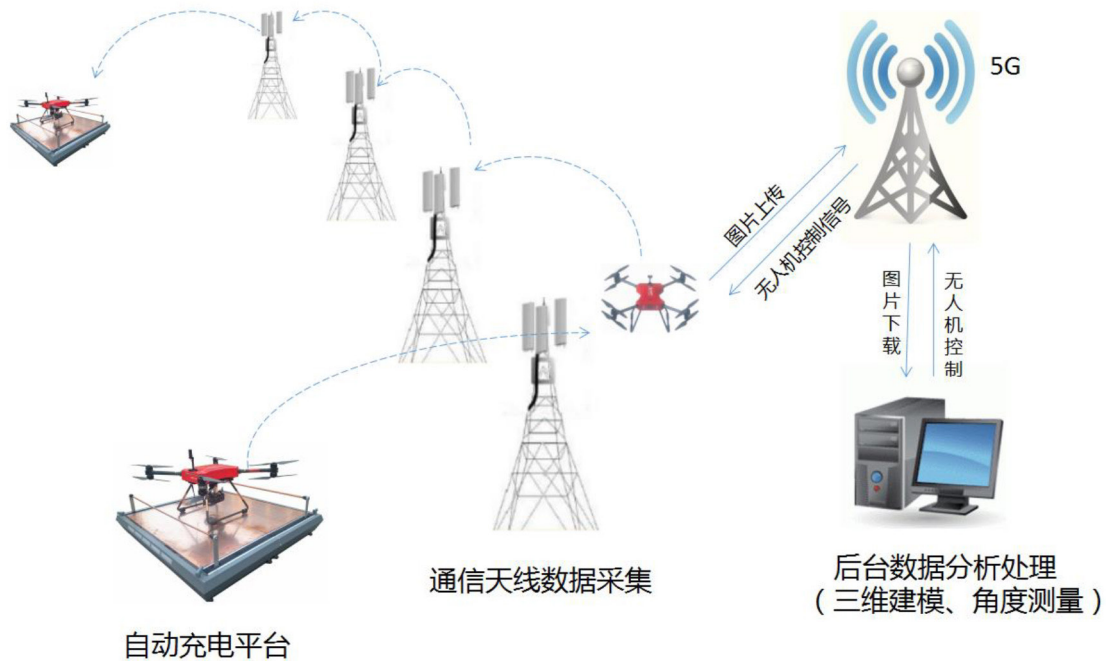 5G
图片上传
无人机控制信号
图片下载
无人机控制
通信天线数据采集
后台数据分析处理
（三维建模、角度测量）
自动充电平台